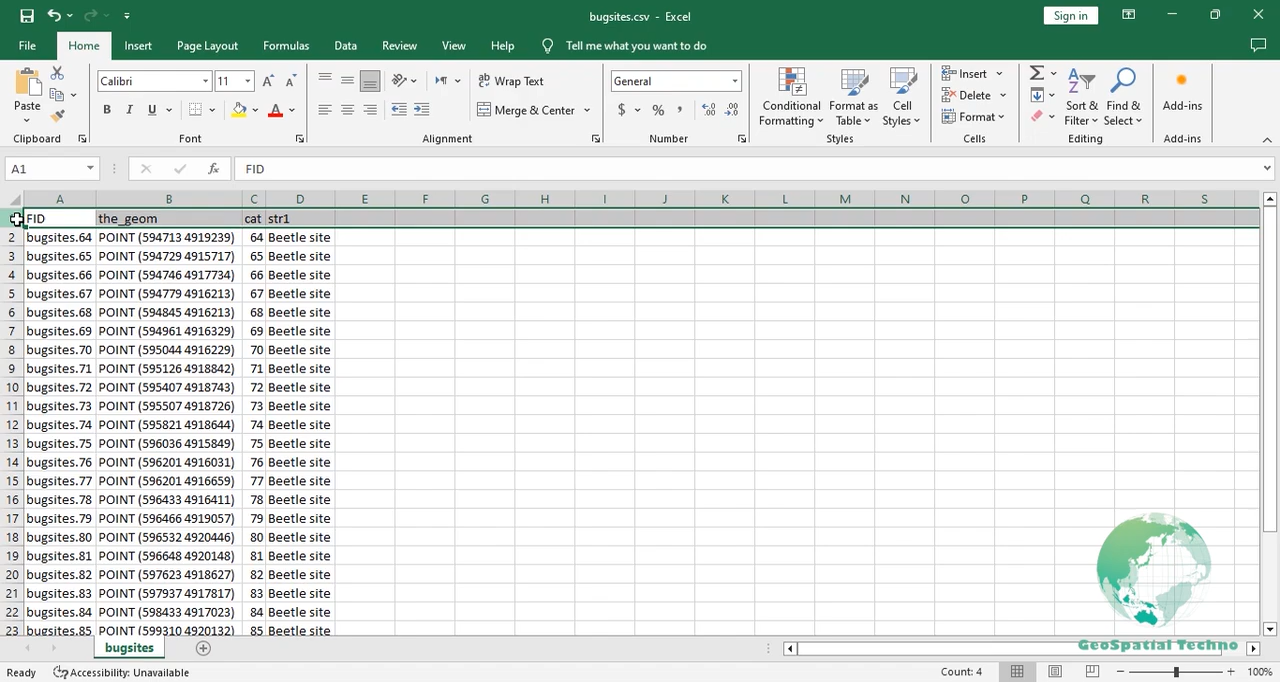 bugsites.csv - Excel
Sign in
File Home Insert Page Layout Formulas Data Review View Help Tell me what you want to do
Paste
Clipboard
Calibri 11
B I U
Font
Wrap Text
Merge & Center
Alignment
General
$ % ,
Number
Conditional Formatting
Format as Table
Cell Styles
Styles
Insert
Delete
Format
Cells
Sort & Filter
Find & Select
Editing
Add-ins
Add-ins
A1 fx FID
A B C D E F G H I J K L M N O P Q R S
FID the_geom cat str1
2 bugsites.64 POINT (594713 4919239) 64 Beetle site
3 bugsites.65 POINT (594729 4915717) 65 Beetle site
4 bugsites.66 POINT (594746 4917734) 66 Beetle site
5 bugsites.67 POINT (594779 4916213) 67 Beetle site
6 bugsites.68 POINT (594845 4916213) 68 Beetle site
7 bugsites.69 POINT (594961 4916329) 69 Beetle site
8 bugsites.70 POINT (595044 4916229) 70 Beetle site
9 bugsites.71 POINT (595126 4918842) 71 Beetle site
10 bugsites.72 POINT (595407 4918743) 72 Beetle site
11 bugsites.73 POINT (595507 4918726) 73 Beetle site
12 bugsites.74 POINT (595821 4918644) 74 Beetle site
13 bugsites.75 POINT (596036 4915849) 75 Beetle site
14 bugsites.76 POINT (596201 4916031) 76 Beetle site
15 bugsites.77 POINT (596201 4916659) 77 Beetle site
16 bugsites.78 POINT (596433 4916411) 78 Beetle site
17 bugsites.79 POINT (596466 4919057) 79 Beetle site
18 bugsites.80 POINT (596532 4920446) 80 Beetle site
19 bugsites.81 POINT (596648 4920148) 81 Beetle site
20 bugsites.82 POINT (597623 4918627) 82 Beetle site
21 bugsites.83 POINT (597937 4917817) 83 Beetle site
22 bugsites.84 POINT (598433 4917023) 84 Beetle site
23 bugsites.85 POINT (599310 4920132) 85 Beetle site
GeoSpatial Techno
bugsites
Ready Accessibility: Unavailable Count: 4 100%